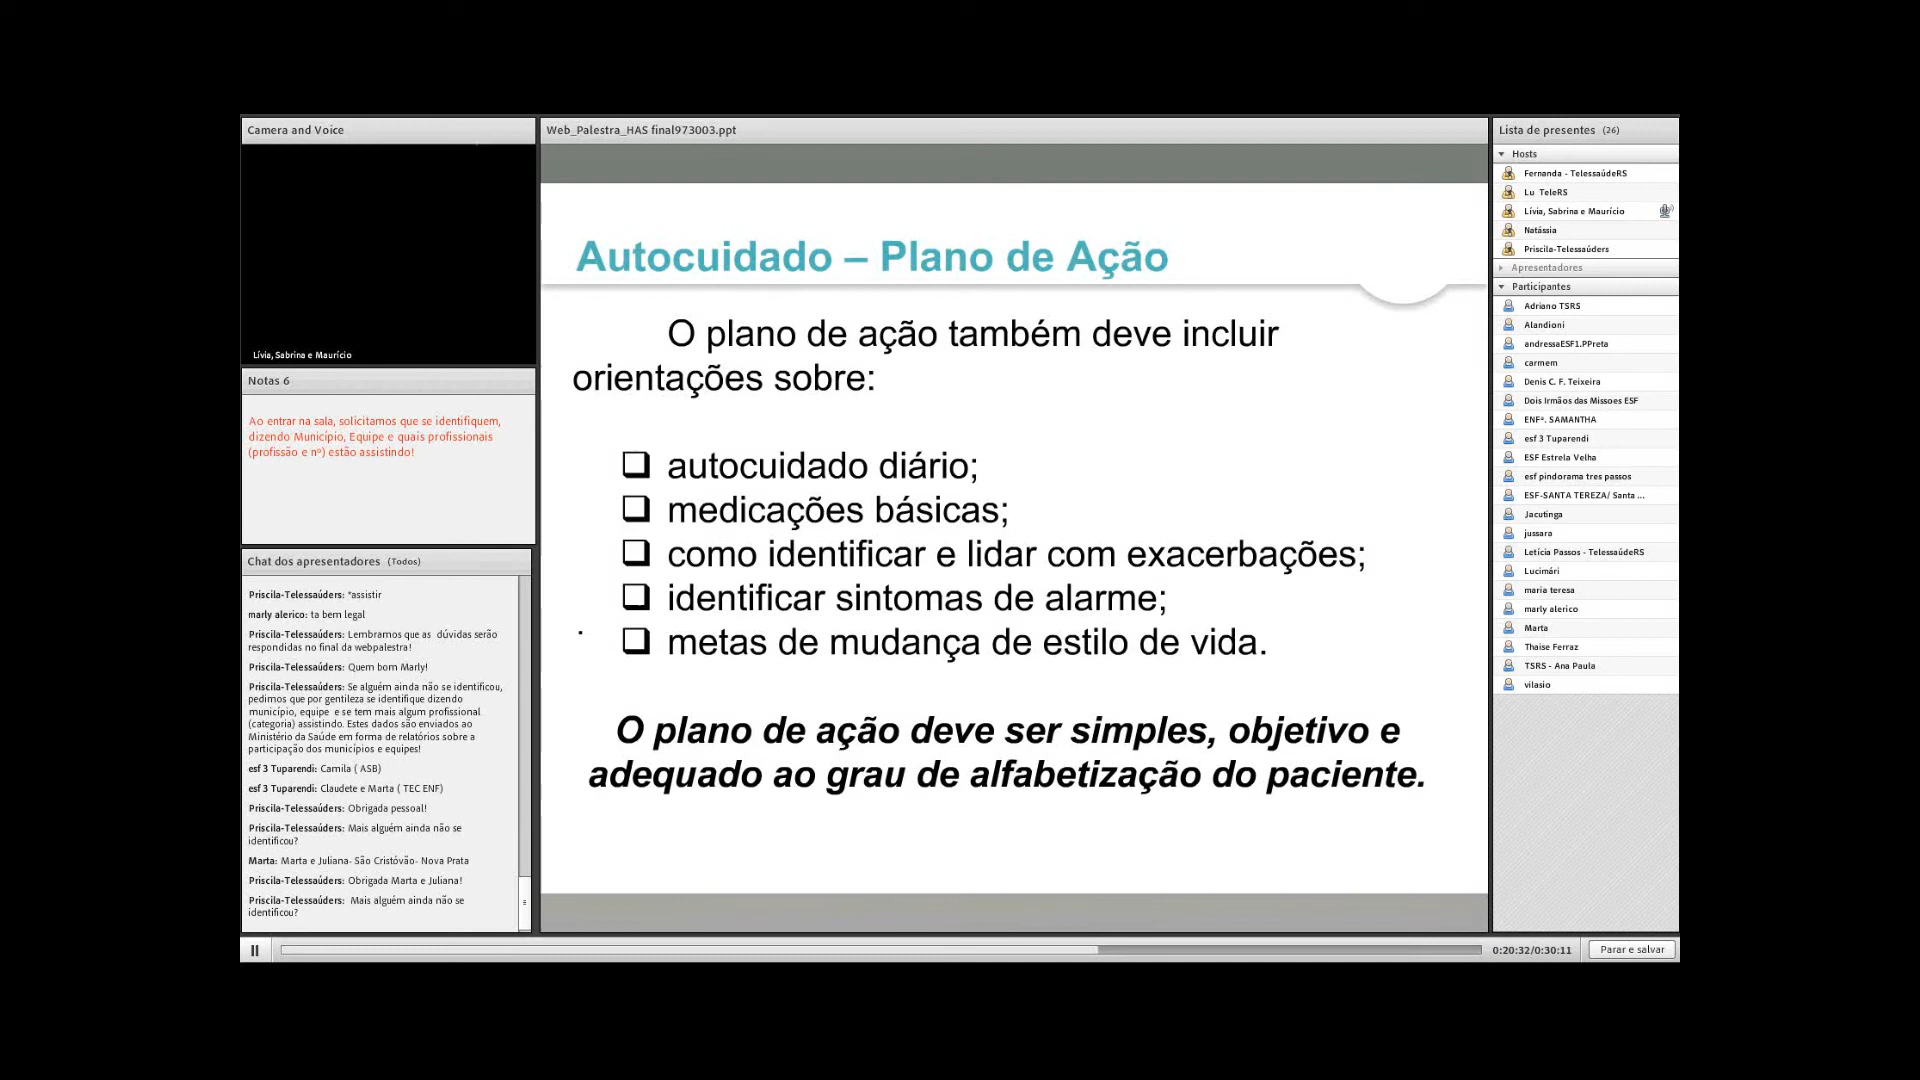 Camera and Voice
Lívia, Sabrina e Maurício
Notas 6
Ao entrar na sala, solicitamos que se identifiquem,
dizendo Município, Equipe e quais profissionais
(profissão e nº) estão assistindo!
Chat dos apresentadores (Todos)
Priscila-Telessaúders: *assistir
marly alerico: ta bem legal
Priscila-Telessaúders: Lembramos que as dúvidas serão
respondidas no final da webpalestra!
Priscila-Telessaúders: Quem bom Marly!
Priscila-Telessaúders: Se alguém ainda não se identificou,
pedimos que por gentileza se identifique dizendo
município, equipe e se tem mais algum profissional
(categoria) assistindo. Estes dados são enviados ao
Ministério da Saúde em forma de relatórios sobre a
participação dos municípios e equipes!
esf 3 Tuparendi: Camila ( ASB)
esf 3 Tuparendi: Claudete e Marta ( TEC ENF)
Priscila-Telessaúders: Obrigada pessoal!
Priscila-Telessaúders: Mais alguém ainda não se
identificou?
Marta: Marta e Juliana- São Cristóvão- Nova Prata
Priscila-Telessaúders: Obrigada Marta e Juliana!
Priscila-Telessaúders: Mais alguém ainda não se
identificou?
Web_Palestra_HAS final973003.ppt
Autocuidado – Plano de Ação
O plano de ação também deve incluir
orientações sobre:
autocuidado diário;
medicações básicas;
como identificar e lidar com exacerbações;
identificar sintomas de alarme;
metas de mudança de estilo de vida.
O plano de ação deve ser simples, objetivo e
adequado ao grau de alfabetização do paciente.
Lista de presentes (26)
Hosts
Fernanda - TelessaúdeRS
Lu TeleRS
Lívia, Sabrina e Maurício
Natássia
Priscila-Telessaúders
Apresentadores
Participantes
Adriano TSRS
Alandioni
andressaESF1.PPreta
carmem
Denis C. F. Teixeira
Dois Irmãos das Missoes ESF
ENFª. SAMANTHA
esf 3 Tuparendi
ESF Estrela Velha
esf pindorama tres passos
ESF-SANTA TEREZA/ Santa ...
Jacutinga
jussara
Letícia Passos - TelessaúdeRS
Lucimári
maria teresa
marly alerico
Marta
Thaise Ferraz
TSRS - Ana Paula
vilasio
0:20:32/0:30:11
Parar e salvar